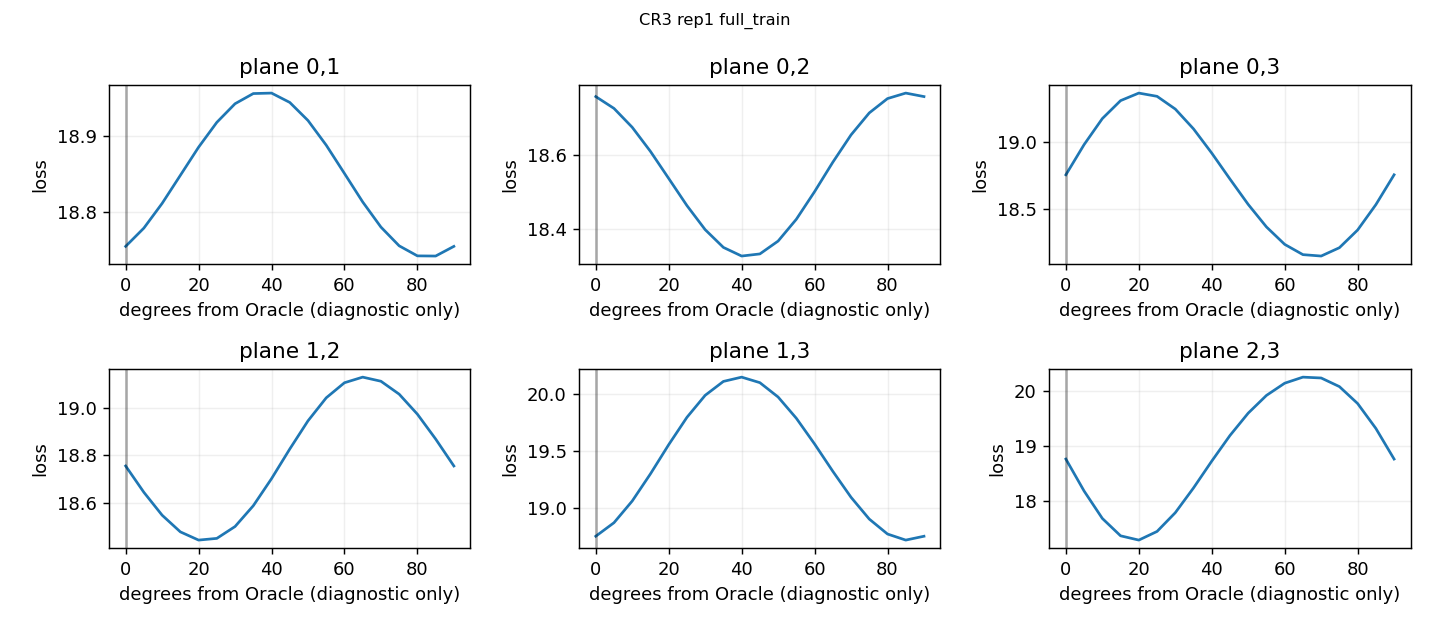 CR3 rep1 full_train
plane 0,1
plane 0,2
plane 0,3
loss
18.9
18.8
0 20 40 60 80
degrees from Oracle (diagnostic only)
loss
18.6
18.4
0 20 40 60 80
degrees from Oracle (diagnostic only)
loss
19.0
18.5
0 20 40 60 80
degrees from Oracle (diagnostic only)
plane 1,2
plane 1,3
plane 2,3
loss
19.0
18.8
18.6
0 20 40 60 80
degrees from Oracle (diagnostic only)
loss
20.0
19.5
19.0
0 20 40 60 80
degrees from Oracle (diagnostic only)
loss
20
19
18
0 20 40 60 80
degrees from Oracle (diagnostic only)